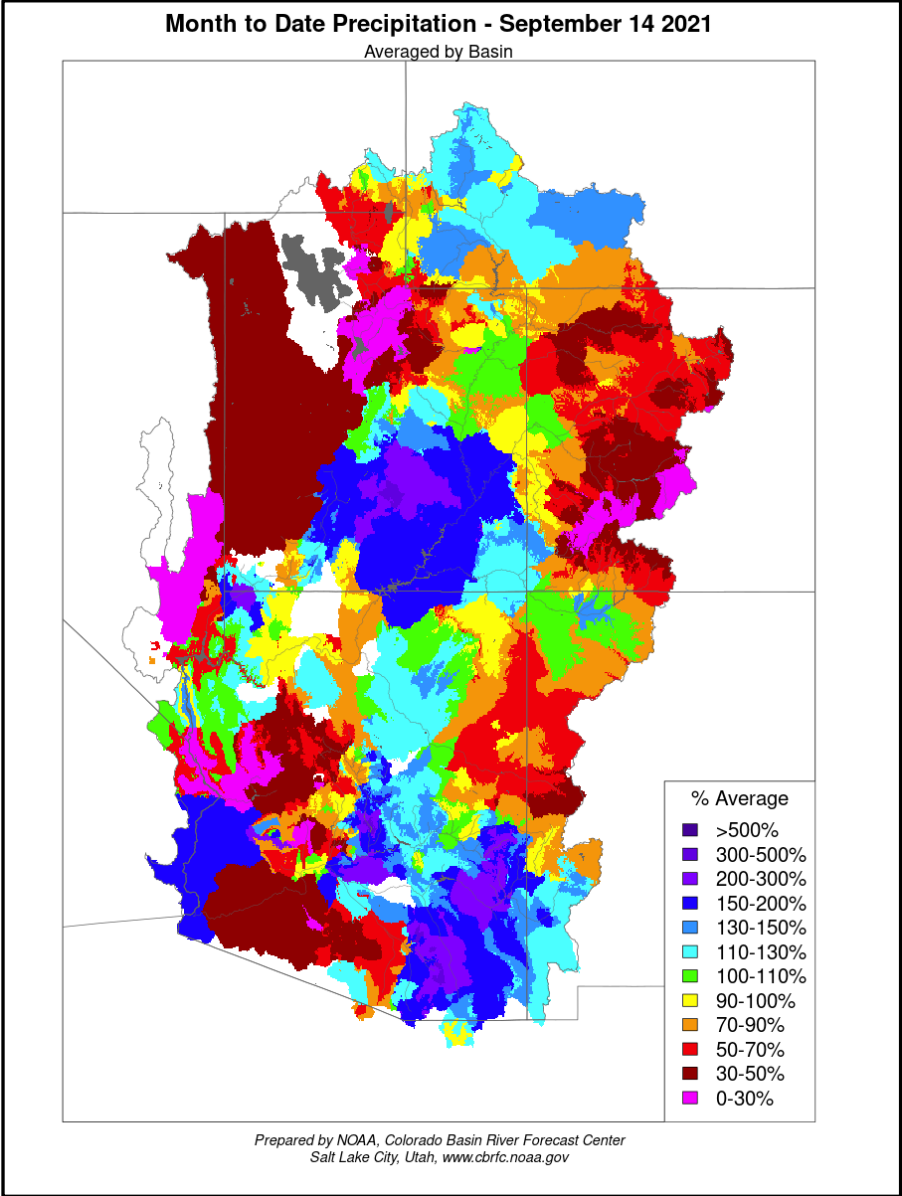 Month to Date Precipitation - September 14 2021
Averaged by Basin
% Average
>500%
300-500%
200-300%
150-200%
130-150%
110-130%
100-110%
90-100%
70-90%
50-70%
30-50%
0-30%
Prepared by NOAA, Colorado Basin River Forecast Center
Salt Lake City, Utah, www.cbrfc.noaa.gov